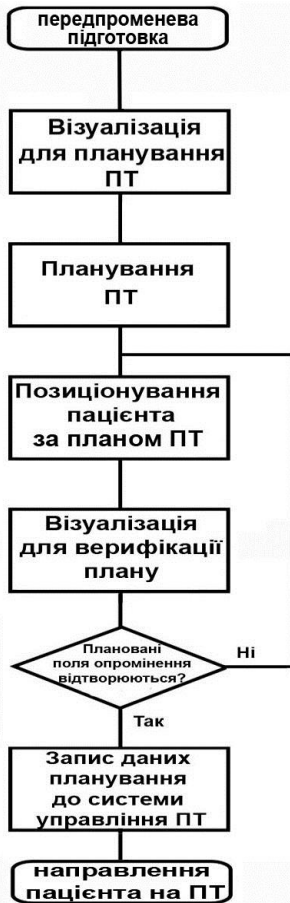 передпроменева
підготовка
Візуалізація
для планування
ПТ
Планування
ПТ
Позиціонування
пацієнта
за планом ПТ
Візуалізація
для верифікації
плану
Плановані
поля опромінення
відтворюються?
Ні
Так
Запис даних
планування
до системи
управління ПТ
направлення
пацієнта на ПТ